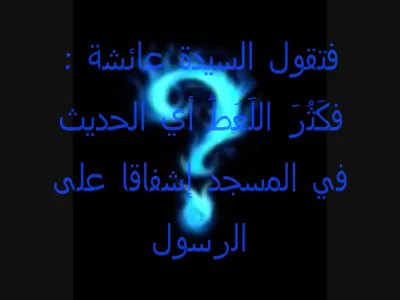 فتقول السيدة عائشة :
فكَثُرَ اللَغَطُ أي الحديث
في المسجد إشفاقا على
الرسول